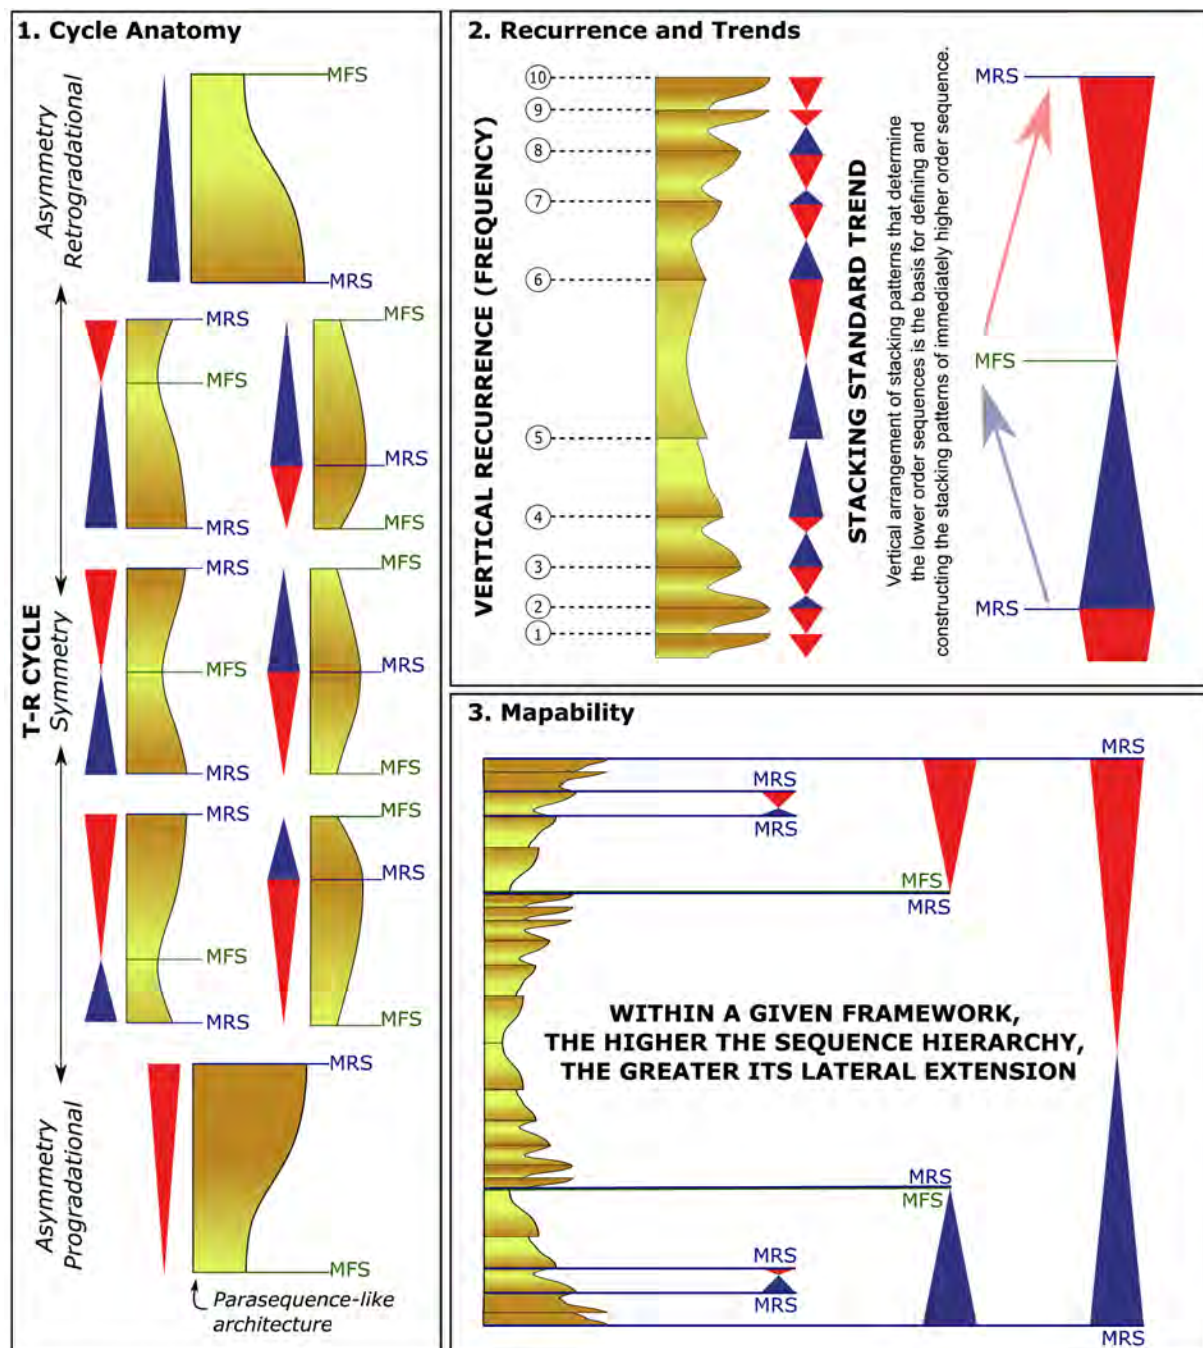 1. Cycle Anatomy
Asymmetry
Retrogradational
MFS
MRS
MRS
MFS
MRS
MFS
MRS
MFS
T-R CYCLE
Symmetry
MRS
MFS
MRS
MFS
MRS
MFS
MRS
MFS
MRS
MFS
MRS
MFS
Asymmetry
Progradational
MRS
MFS
Parasequence-like
architecture
2. Recurrence and Trends
VERTICAL RECURRENCE (FREQUENCY)
10
9
8
7
6
5
4
3
2
1
STACKING STANDARD TREND
Vertical arrangement of stacking patterns that determine
the lower order sequences is the basis for defining and
constructing the stacking patterns of immediately higher order sequence.
MRS
MFS
MRS
3. Mapability
MRS
MRS
MRS
MFS
MRS
WITHIN A GIVEN FRAMEWORK,
THE HIGHER THE SEQUENCE HIERARCHY,
THE GREATER ITS LATERAL EXTENSION
MRS
MFS
MRS
MRS
MRS